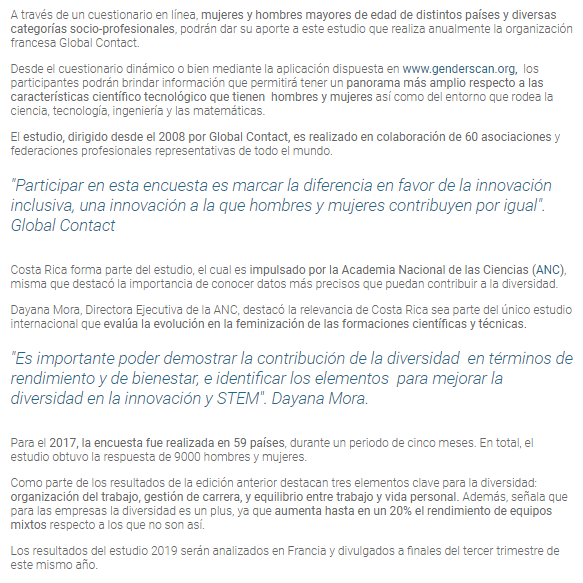 A través de un cuestionario en línea, mujeres y hombres mayores de edad de distintos países y diversas
categorías socio-profesionales, podrán dar su aporte a este estudio que realiza anualmente la organización
francesa Global Contact.
Desde el cuestionario dinámico o bien mediante la aplicación dispuesta en www.genderscan.org, los
participantes podrán brindar información que permitirá tener un panorama más amplio respecto a las
características científico tecnológico que tienen hombres y mujeres así como del entorno que rodea la
ciencia, tecnología, ingeniería y las matemáticas.
El estudio, dirigido desde el 2008 por Global Contact, es realizado en colaboración de 60 asociaciones y
federaciones profesionales representativas de todo el mundo.
"Participar en esta encuesta es marcar la diferencia en favor de la innovación
inclusiva, una innovación a la que hombres y mujeres contribuyen por igual".
Global Contact
Costa Rica forma parte del estudio, el cual es impulsado por la Academia Nacional de las Ciencias (ANC),
misma que destacó la importancia de conocer datos más precisos que puedan contribuir a la diversidad.
Dayana Mora, Directora Ejecutiva de la ANC, destacó la relevancia de Costa Rica sea parte del único estudio
internacional que evalúa la evolución en la feminización de las formaciones científicas y técnicas.
"Es importante poder demostrar la contribución de la diversidad en términos de
rendimiento y de bienestar, e identificar los elementos para mejorar la
diversidad en la innovación y STEM". Dayana Mora.
Para el 2017, la encuesta fue realizada en 59 países, durante un periodo de cinco meses. En total, el
estudio obtuvo la respuesta de 9000 hombres y mujeres.
Como parte de los resultados de la edición anterior destacan tres elementos clave para la diversidad:
organización del trabajo, gestión de carrera, y equilibrio entre trabajo y vida personal. Además, señala que
para las empresas la diversidad es un plus, ya que aumenta hasta en un 20% el rendimiento de equipos
mixtos respecto a los que no son así.
Los resultados del estudio 2019 serán analizados en Francia y divulgados a finales del tercer trimestre de
este mismo año.